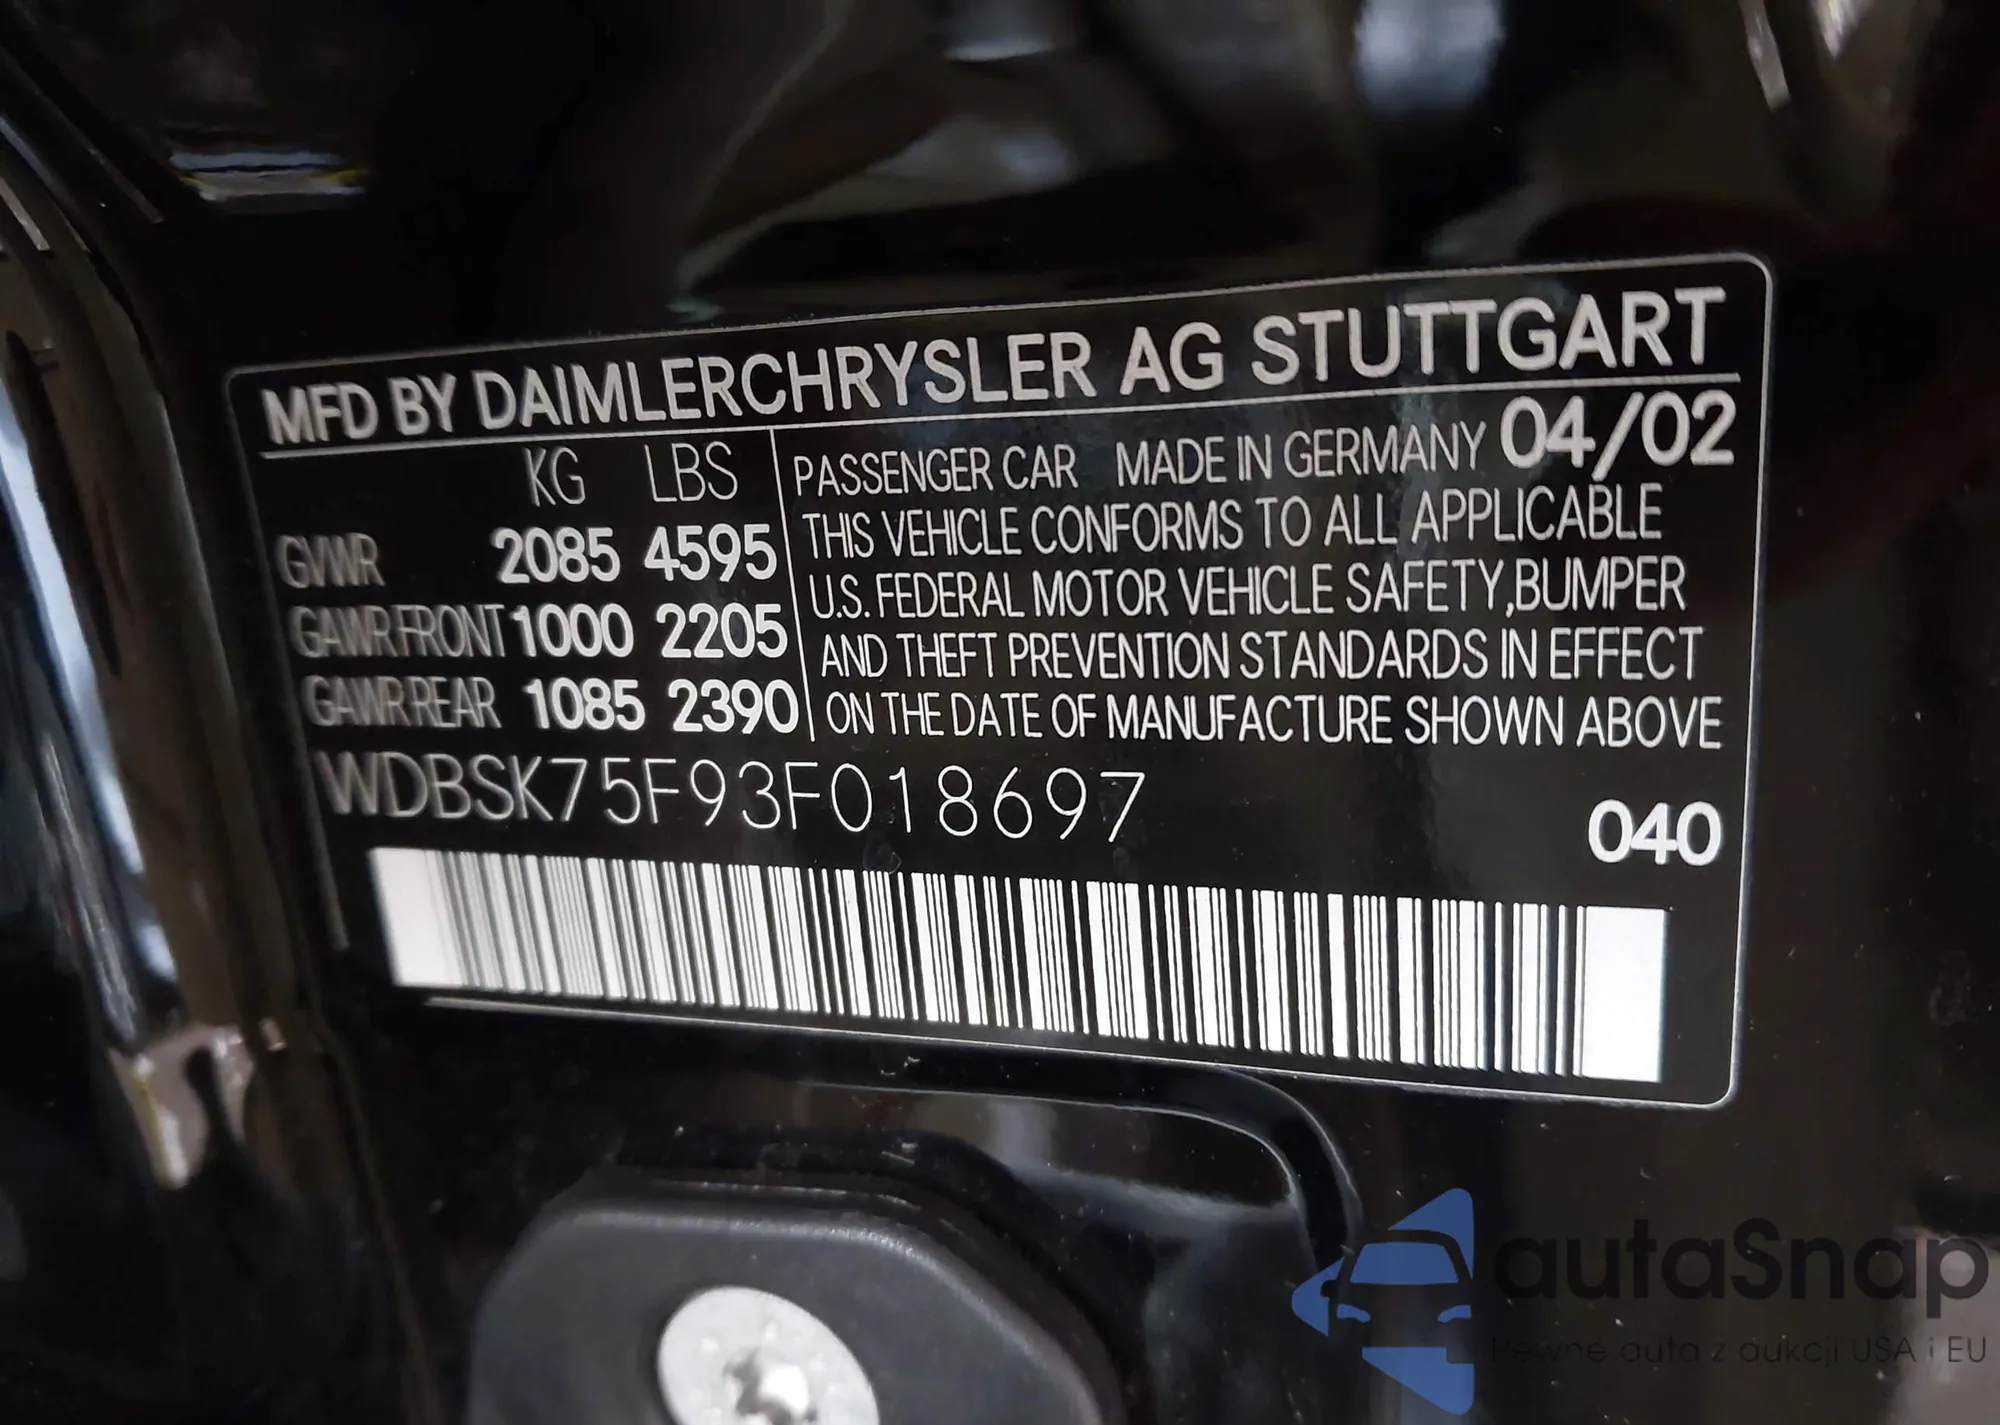 MFD BY DAIMLERCHRYSLER AG STUTTGART
KG LBS
GVWR 2085 4595
GAWR FRONT 1000 2205
GAWR REAR 1085 2390
PASSENGER CAR MADE IN GERMANY 04/02
THIS VEHICLE CONFORMS TO ALL APPLICABLE
U.S. FEDERAL MOTOR VEHICLE SAFETY,BUMPER
AND THEFT PREVENTION STANDARDS IN EFFECT
ON THE DATE OF MANUFACTURE SHOWN ABOVE
WDBSK75F93F018697
040
autaSnap
Pewne auta z aukcji USA i EU